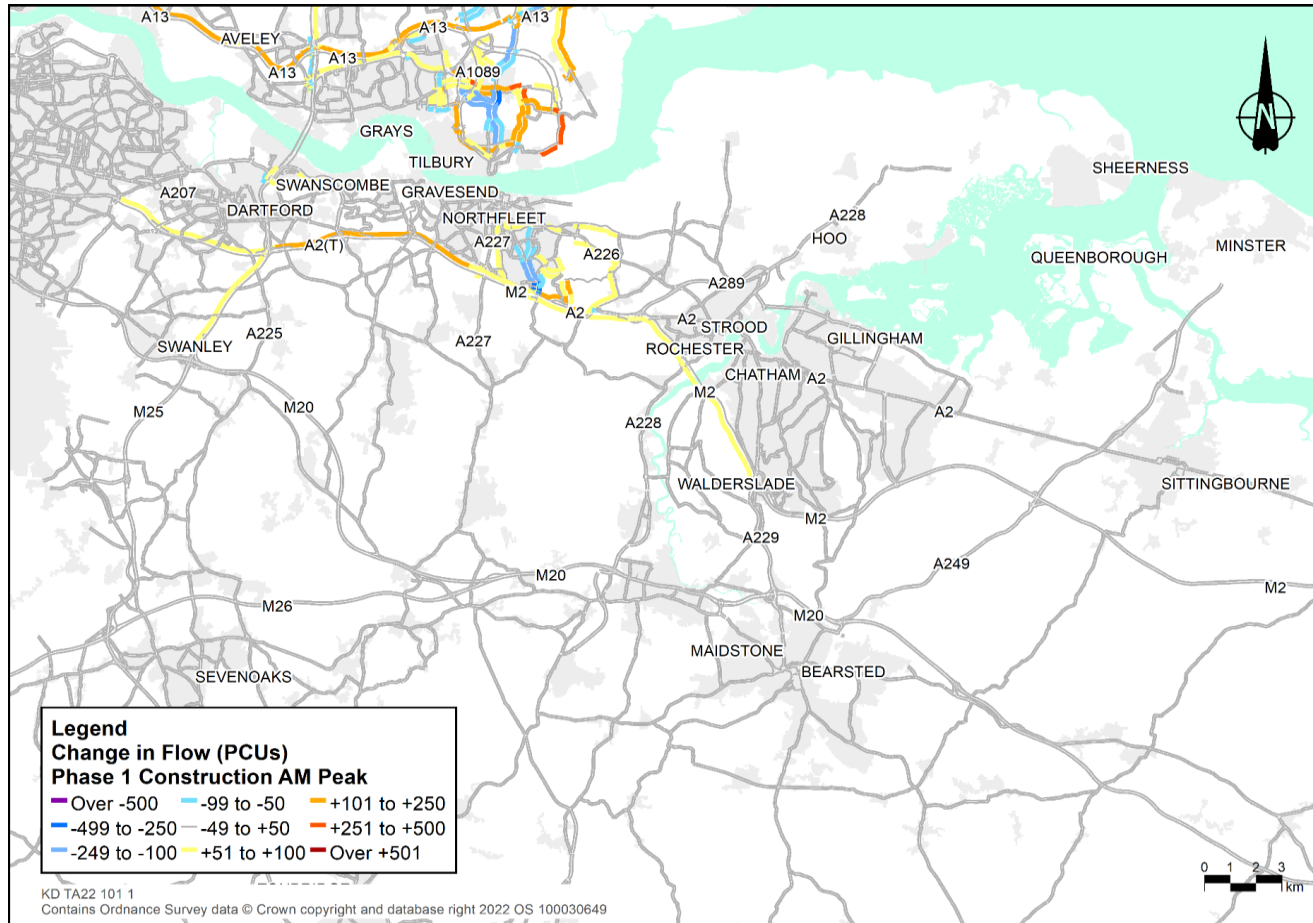 A13
A13
A13
AVELEY
A13
A13
A1089
GRAYS
TILBURY
SHEERNESS
SWANSCOMBE
A207
GRAVESEND
DARTFORD
NORTHFLEET
A228
HOO
A2(T)
A227
A226
MINSTER
QUEENBOROUGH
M2
A289
A2
A2
STROOD
A225
A227
GILLINGHAM
SWANLEY
ROCHESTER
CHATHAM
A2
M2
M25
M20
A2
A228
WALDERSLADE
SITTINGBOURNE
M2
A229
A249
M20
M2
M26
M20
MAIDSTONE
BEARSTED
SEVENOAKS
N
Legend
Change in Flow (PCUs)
Phase 1 Construction AM Peak
Over -500 -99 to -50 +101 to +250
-499 to -250 -49 to +50 +251 to +500
-249 to -100 +51 to +100 Over +501
0 1 2 3
km
KD TA22 101 1
Contains Ordnance Survey data © Crown copyright and database right 2022 OS 100030649